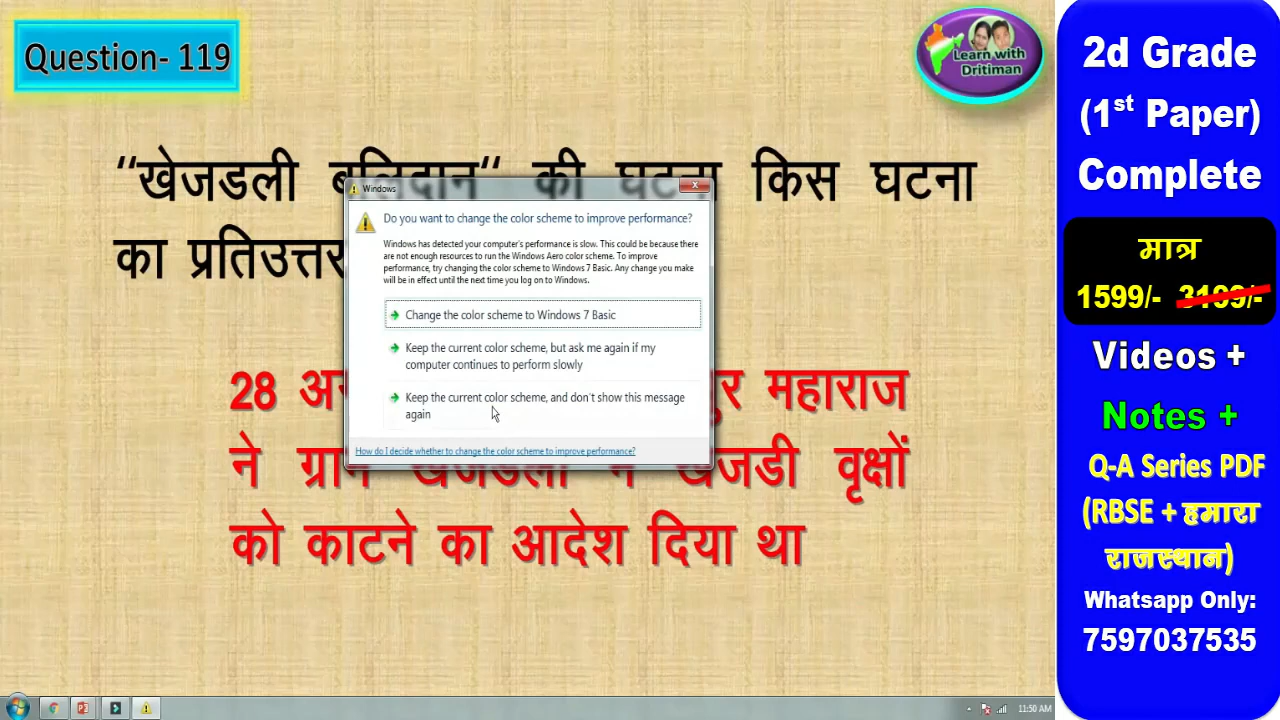 Question- 119
Learn with
Dritiman
“खेजडली बलिदान“ की घटना किस घटना
का प्रतिउत्तर
28 महाराज
ने ग्राम खेजडली में खेजडी वृक्षों
को काटने का आदेश दिया था
Windows
Do you want to change the color scheme to improve performance?
Windows has detected your computer's performance is slow. This could be because there
are not enough resources to run the Windows Aero color scheme. To improve
performance, try changing the color scheme to Windows 7 Basic. Any change you make
will be in effect until the next time you log on to Windows.
Change the color scheme to Windows 7 Basic
Keep the current color scheme, but ask me again if my
computer continues to perform slowly
Keep the current color scheme, and don't show this message
again
How do I decide whether to change the color scheme to improve performance?
11:50 AM
2d Grade
(1st Paper)
Complete
मात्र
1599/- 3199/-
Videos +
Notes +
Q-A Series PDF
(RBSE + हमारा
राजस्थान)
Whatsapp Only:
7597037535